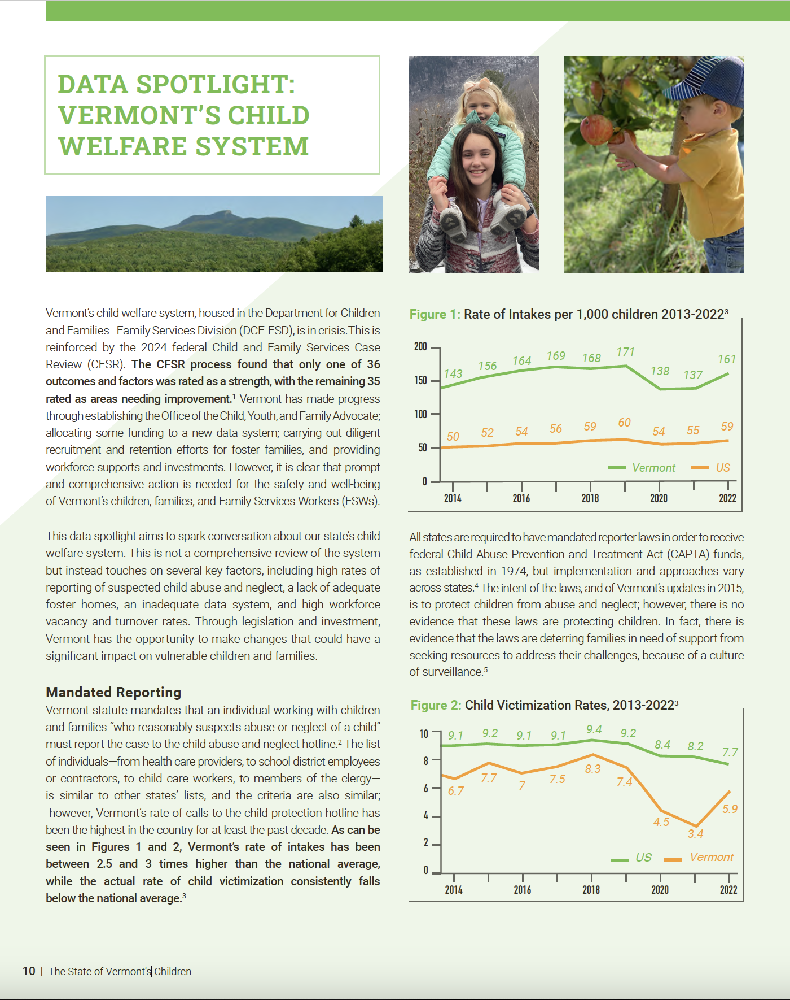 DATA SPOTLIGHT:
VERMONT’S CHILD
WELFARE SYSTEM
Vermont’s child welfare system, housed in the Department for Children
and Families - Family Services Division (DCF-FSD), is in crisis.This is
reinforced by the 2024 federal Child and Family Services Case
Review (CFSR). The CFSR process found that only one of 36
outcomes and factors was rated as a strength, with the remaining 35
rated as areas needing improvement.¹ Vermont has made progress
through establishing the Office of the Child, Youth, and Family Advocate;
allocating some funding to a new data system; carrying out diligent
recruitment and retention efforts for foster families, and providing
workforce supports and investments. However, it is clear that prompt
and comprehensive action is needed for the safety and well-being
of Vermont’s children, families, and Family Services Workers (FSWs).
This data spotlight aims to spark conversation about our state’s child
welfare system. This is not a comprehensive review of the system
but instead touches on several key factors, including high rates of
reporting of suspected child abuse and neglect, a lack of adequate
foster homes, an inadequate data system, and high workforce
vacancy and turnover rates. Through legislation and investment,
Vermont has the opportunity to make changes that could have a
significant impact on vulnerable children and families.
Mandated Reporting
Vermont statute mandates that an individual working with children
and families “who reasonably suspects abuse or neglect of a child”
must report the case to the child abuse and neglect hotline.² The list
of individuals—from health care providers, to school district employees
or contractors, to child care workers, to members of the clergy—
is similar to other states’ lists, and the criteria are also similar;
however, Vermont’s rate of calls to the child protection hotline has
been the highest in the country for at least the past decade. As can be
seen in Figures 1 and 2, Vermont’s rate of intakes has been
between 2.5 and 3 times higher than the national average,
while the actual rate of child victimization consistently falls
below the national average.³
Figure 1: Rate of Intakes per 1,000 children 2013-2022³
200
150
100
50
0
143 156 164 169 168 171 138 137 161
50 52 54 56 59 60 54 55 59
Vermont US
2014 2016 2018 2020 2022
All states are required to have mandated reporter laws in order to receive
federal Child Abuse Prevention and Treatment Act (CAPTA) funds,
as established in 1974, but implementation and approaches vary
across states.⁴ The intent of the laws, and of Vermont’s updates in 2015,
is to protect children from abuse and neglect; however, there is no
evidence that these laws are protecting children. In fact, there is
evidence that the laws are deterring families in need of support from
seeking resources to address their challenges, because of a culture
of surveillance.⁵
Figure 2: Child Victimization Rates, 2013-2022³
10
8
6
4
2
0
9.1 9.2 9.1 9.1 9.4 9.2 8.4 8.2 7.7
6.7 7.7 7 7.5 8.3 7.4 4.5 3.4 5.9
US Vermont
2014 2016 2018 2020 2022
10 | The State of Vermont's Children